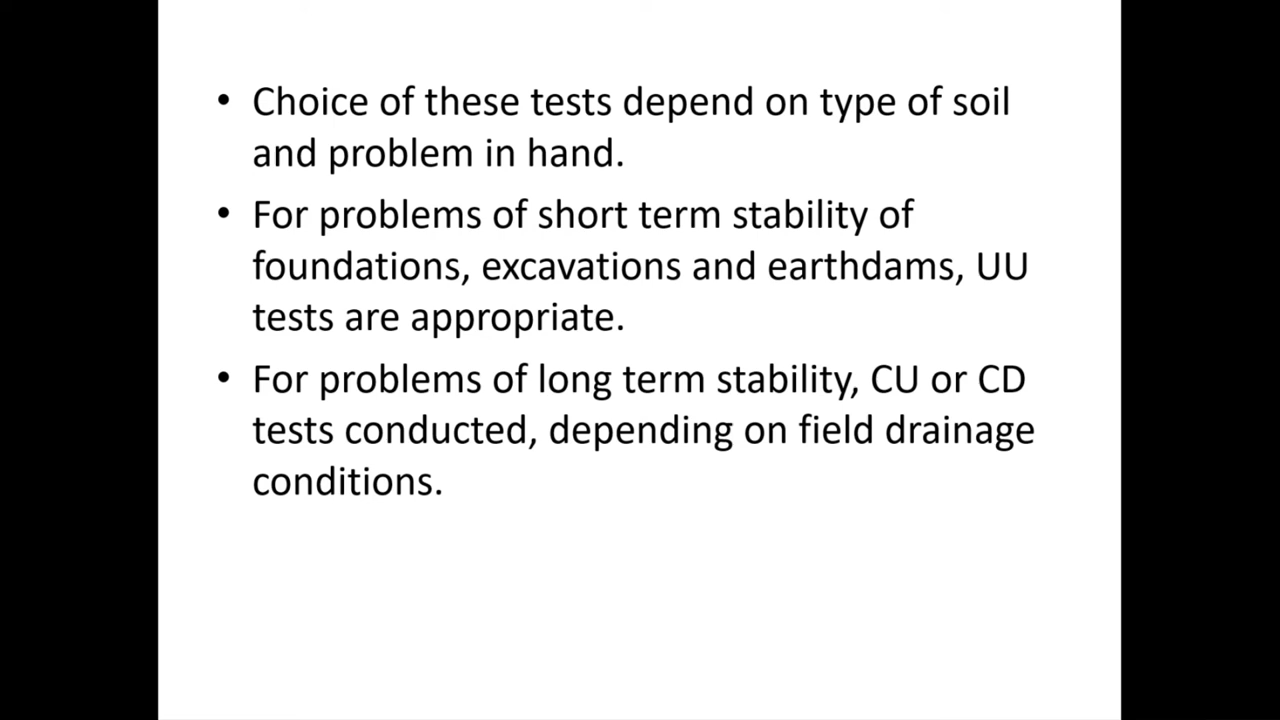 • Choice of these tests depend on type of soil
and problem in hand.
• For problems of short term stability of
foundations, excavations and earthdams, UU
tests are appropriate.
• For problems of long term stability, CU or CD
tests conducted, depending on field drainage
conditions.